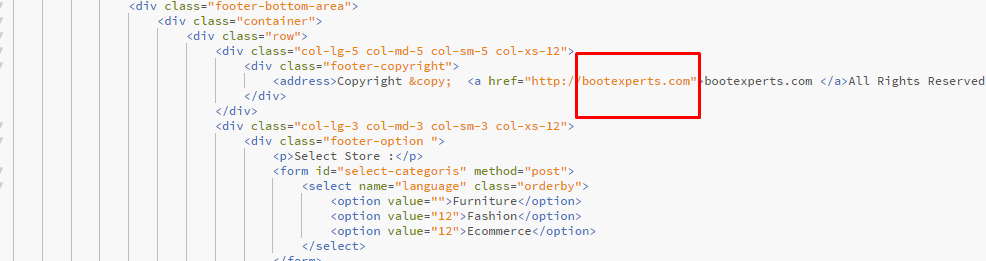 <div class="footer-bottom-area">
<div class="container">
<div class="row">
<div class="col-lg-5 col-md-5 col-sm-5 col-xs-12">
<div class="footer-copyright">
<address>Copyright &copy;  <a href="http://bootexperts.com">bootexperts.com </a>All Rights Reserved
</div>
</div>
<div class="col-lg-3 col-md-3 col-sm-3 col-xs-12">
<div class="footer-option ">
<p>Select Store :</p>
<form id="select-categoris" method="post">
<select name="language" class="orderby">
<option value="">Furniture</option>
<option value="12">Fashion</option>
<option value="12">Ecommerce</option>
</select>
</form>